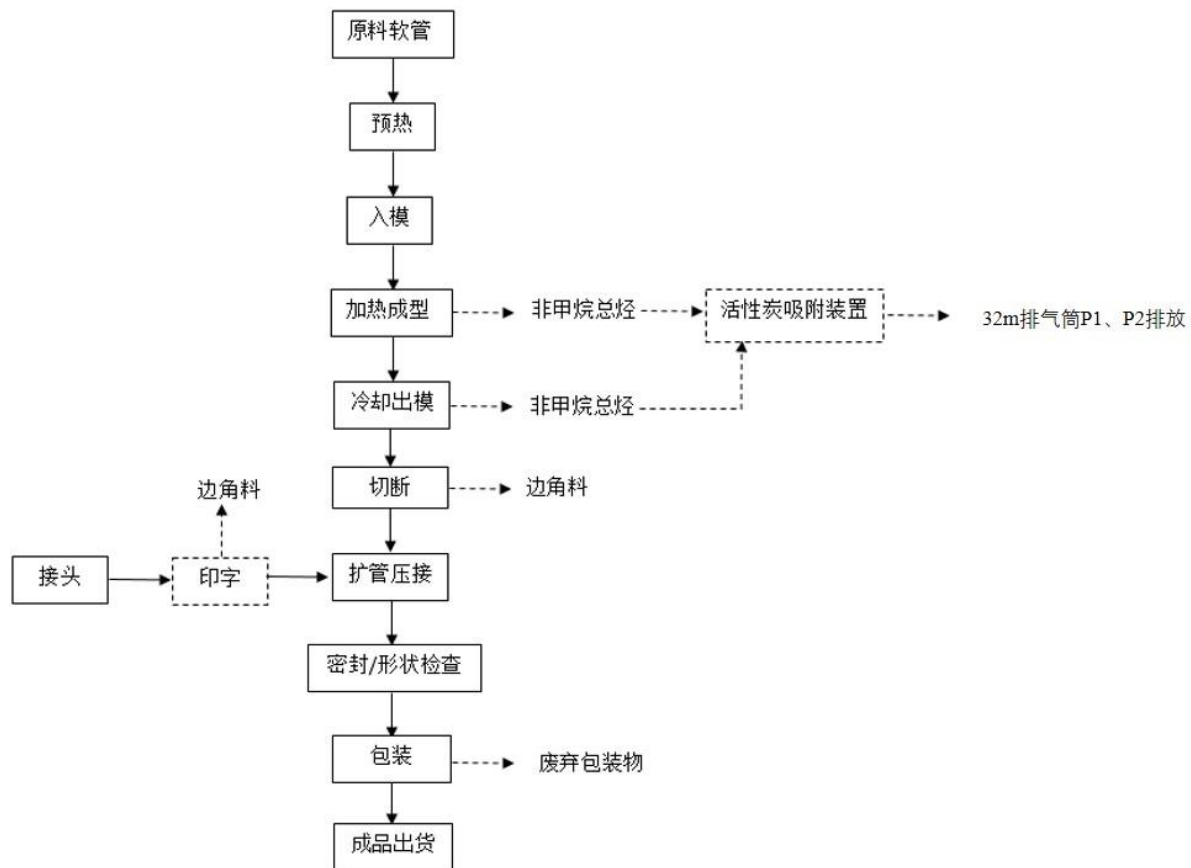 原料软管
预热
入模
加热成型
非甲烷总烃
活性炭吸附装置
32m排气筒P1、P2排放
冷却出模
非甲烷总烃
切断
边角料
边角料
接头
印字
扩管压接
密封/形状检查
包装
废弃包装物
成品出货